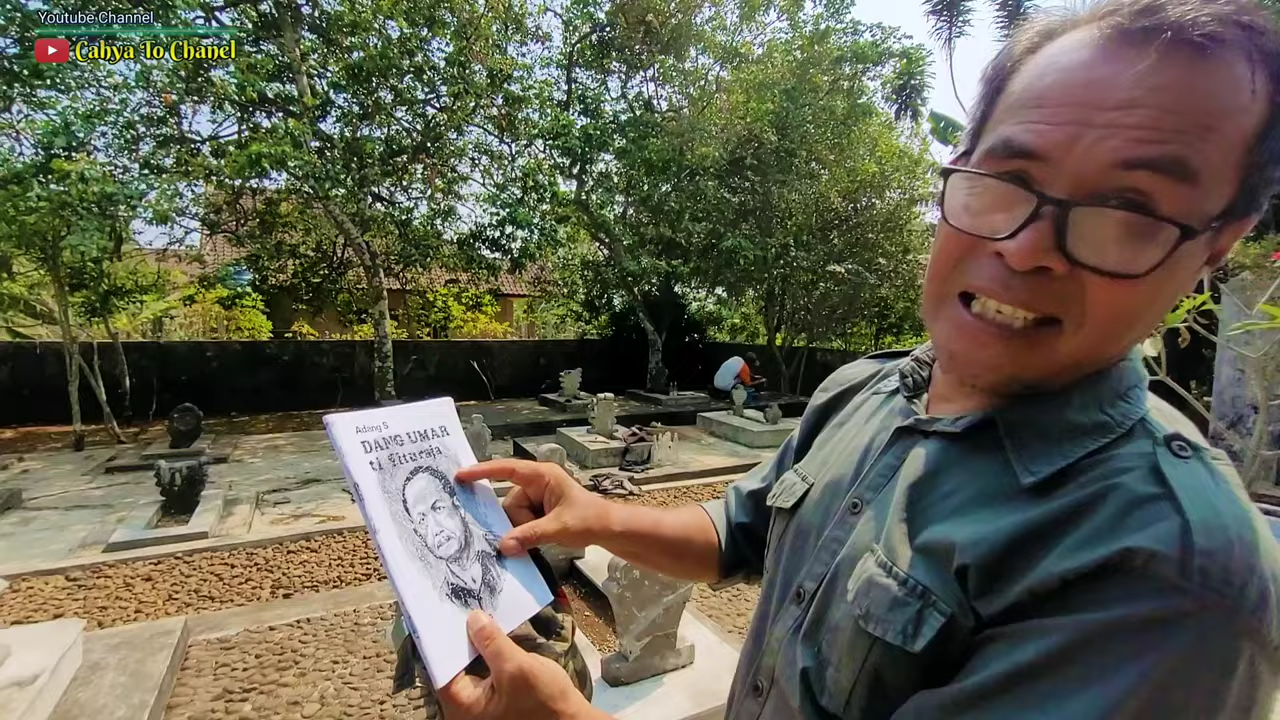 Youtube Channel
Cahya To Chanel
Adang S
DANG UMAR
ti Situraja